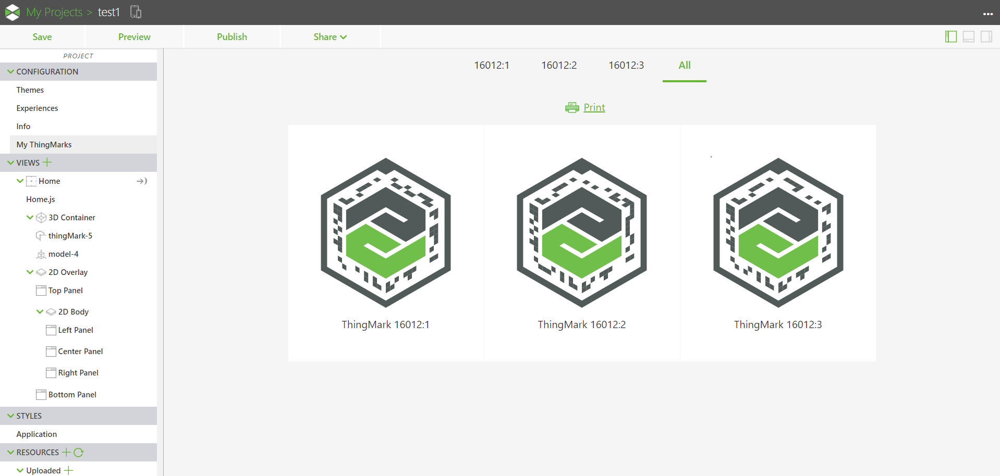 My Projects > test1
Save
Preview
Publish
Share
PROJECT
CONFIGURATION
Themes
Experiences
Info
My ThingMarks
VIEWS
Home
Home.js
3D Container
thingMark-5
model-4
2D Overlay
Top Panel
2D Body
Left Panel
Center Panel
Right Panel
Bottom Panel
STYLES
Application
RESOURCES
Uploaded
16012:1 16012:2 16012:3 All
Print
ThingMark 16012:1
ThingMark 16012:2
ThingMark 16012:3